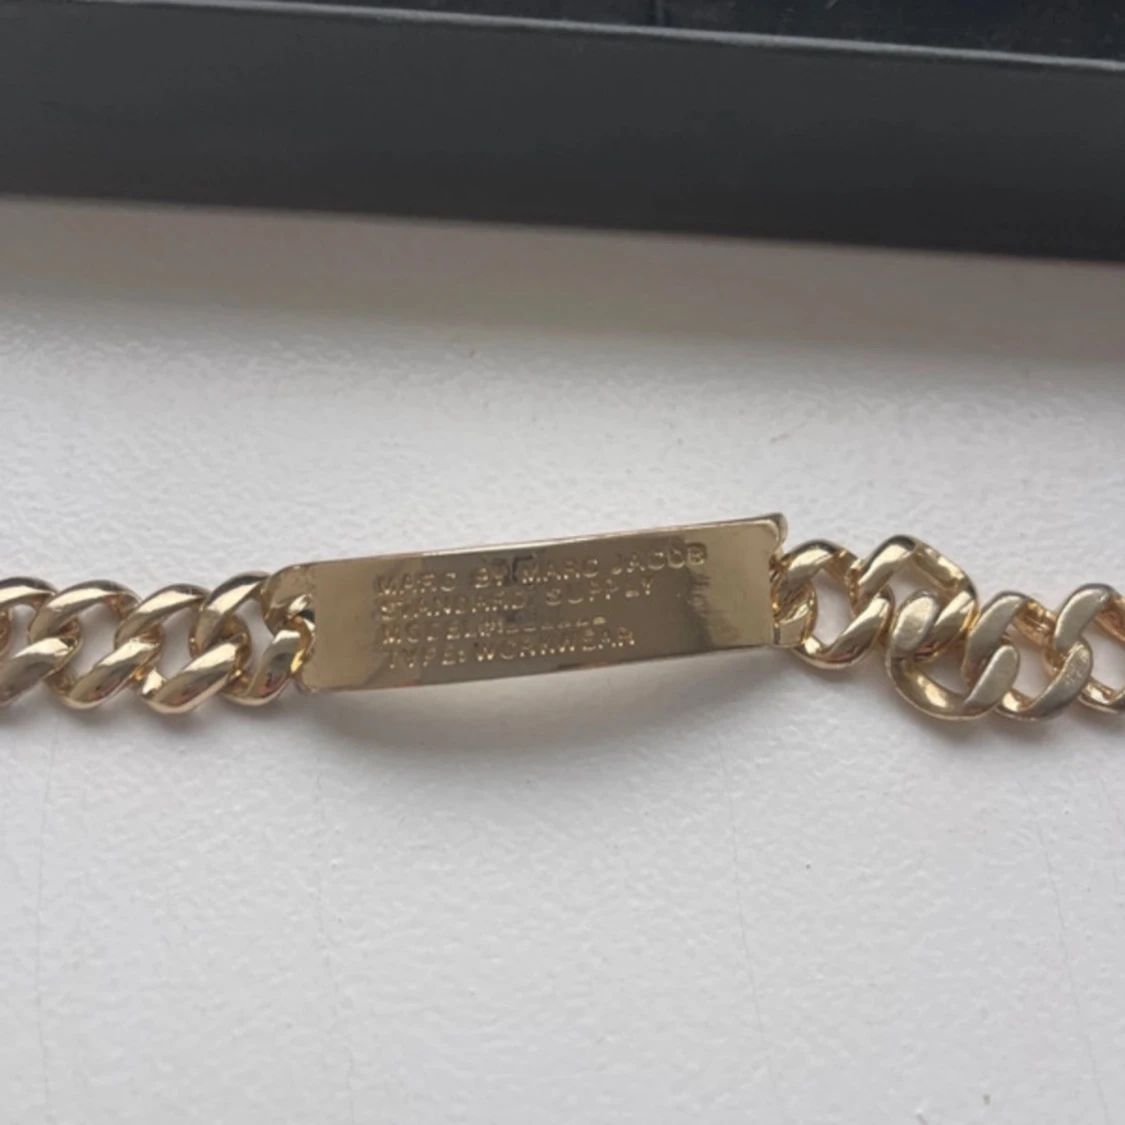 MARC BY MARC JACOB
STANDARD SUPPLY
MODEL
TYPE: WORKWEAR